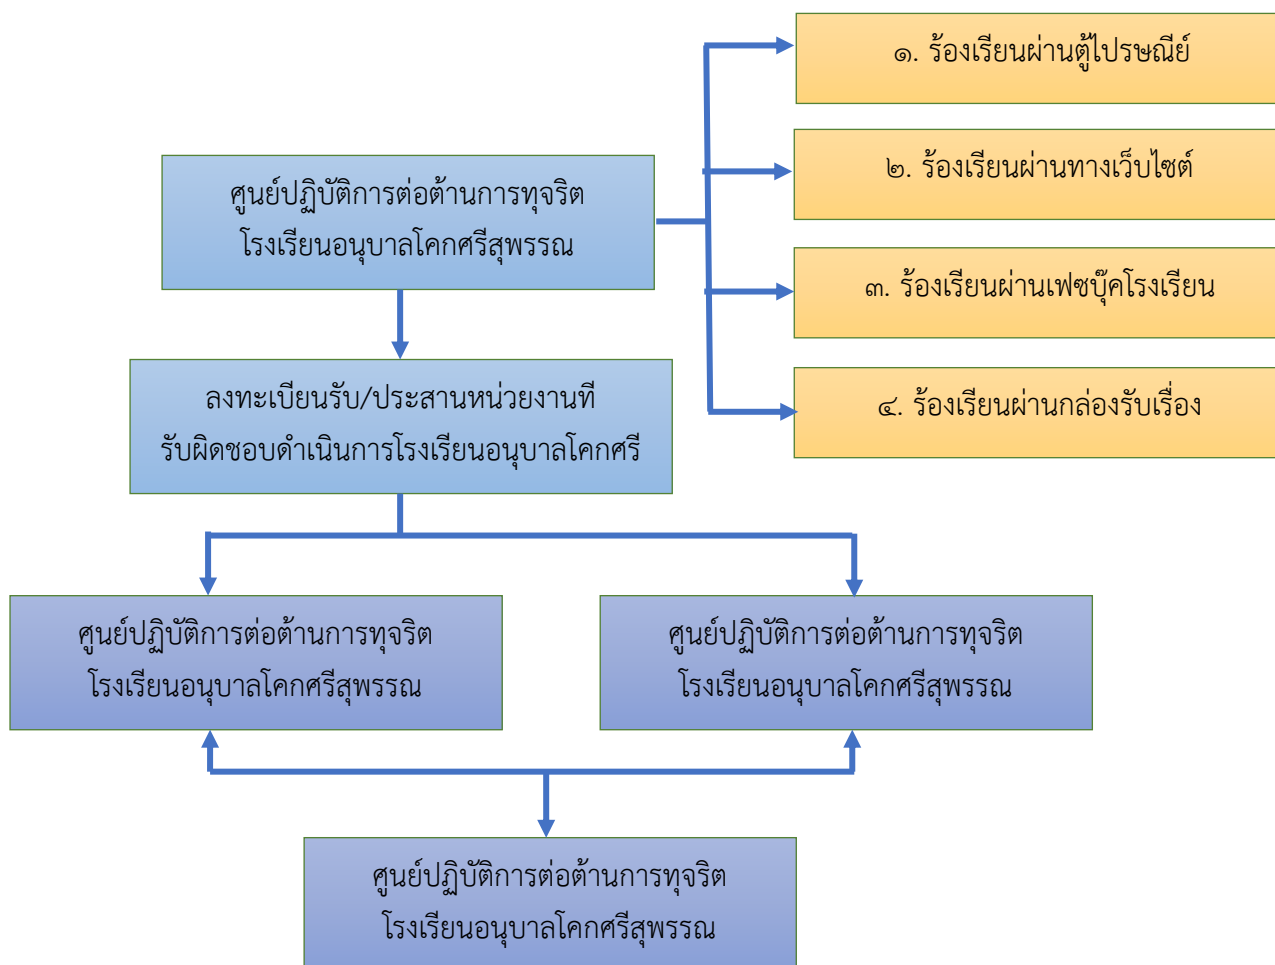 ๑. ร้องเรียนผ่านตู้ไปรษณีย์
๒. ร้องเรียนผ่านทางเว็บไซต์
ศูนย์ปฏิบัติการต่อต้านการทุจริต
โรงเรียนอนุบาลโคกศรีสุพรรณ
๓. ร้องเรียนผ่านเฟซบุ๊คโรงเรียน
ลงทะเบียนรับ/ประสานหน่วยงานที
รับผิดชอบดำเนินการโรงเรียนอนุบาลโคกศรี
๔. ร้องเรียนผ่านกล่องรับเรื่อง
ศูนย์ปฏิบัติการต่อต้านการทุจริต
โรงเรียนอนุบาลโคกศรีสุพรรณ
ศูนย์ปฏิบัติการต่อต้านการทุจริต
โรงเรียนอนุบาลโคกศรีสุพรรณ
ศูนย์ปฏิบัติการต่อต้านการทุจริต
โรงเรียนอนุบาลโคกศรีสุพรรณ